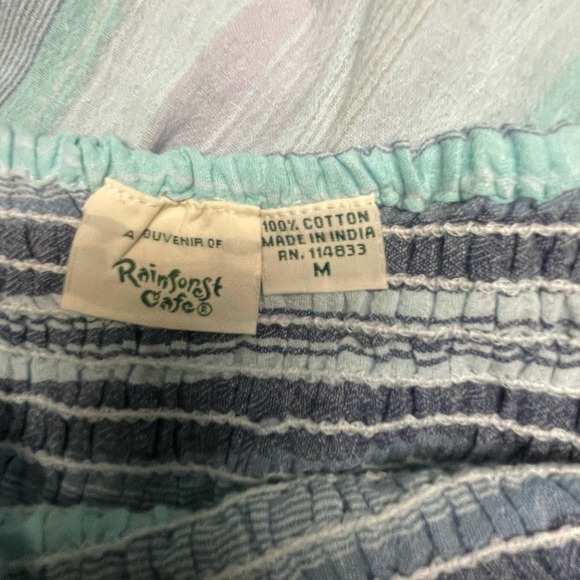 A SOUVENIR OF
Rainforest
Cafe®
100% COTTON
MADE IN INDIA
RN. 114833
M